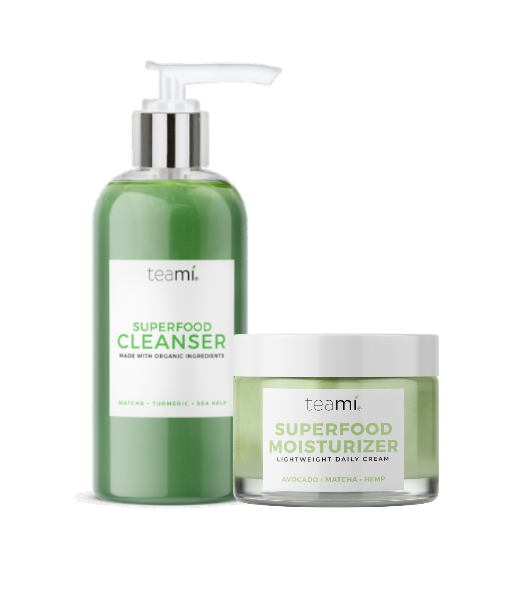 teami®
SUPERFOOD
CLEANSER
MADE WITH ORGANIC INGREDIENTS
MATCHA • TURMERIC • SEA KELP
teami®
SUPERFOOD
MOISTURIZER
LIGHTWEIGHT DAILY CREAM
AVOCADO • MATCHA • HEMP